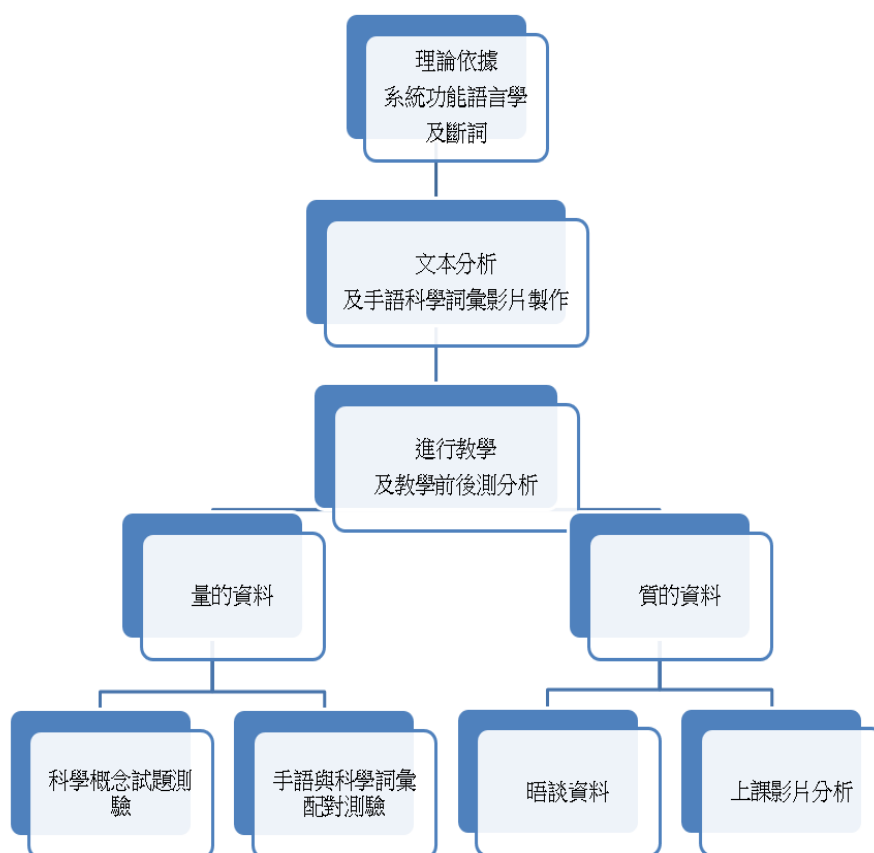 理論依據
系統功能語言學
及斷詞
文本分析
及手語科學詞彙影片製作
進行教學
及教學前後測分析
量的資料
質的資料
科學概念試題測
驗
手語與科學詞彙
配對測驗
晤談資料
上課影片分析